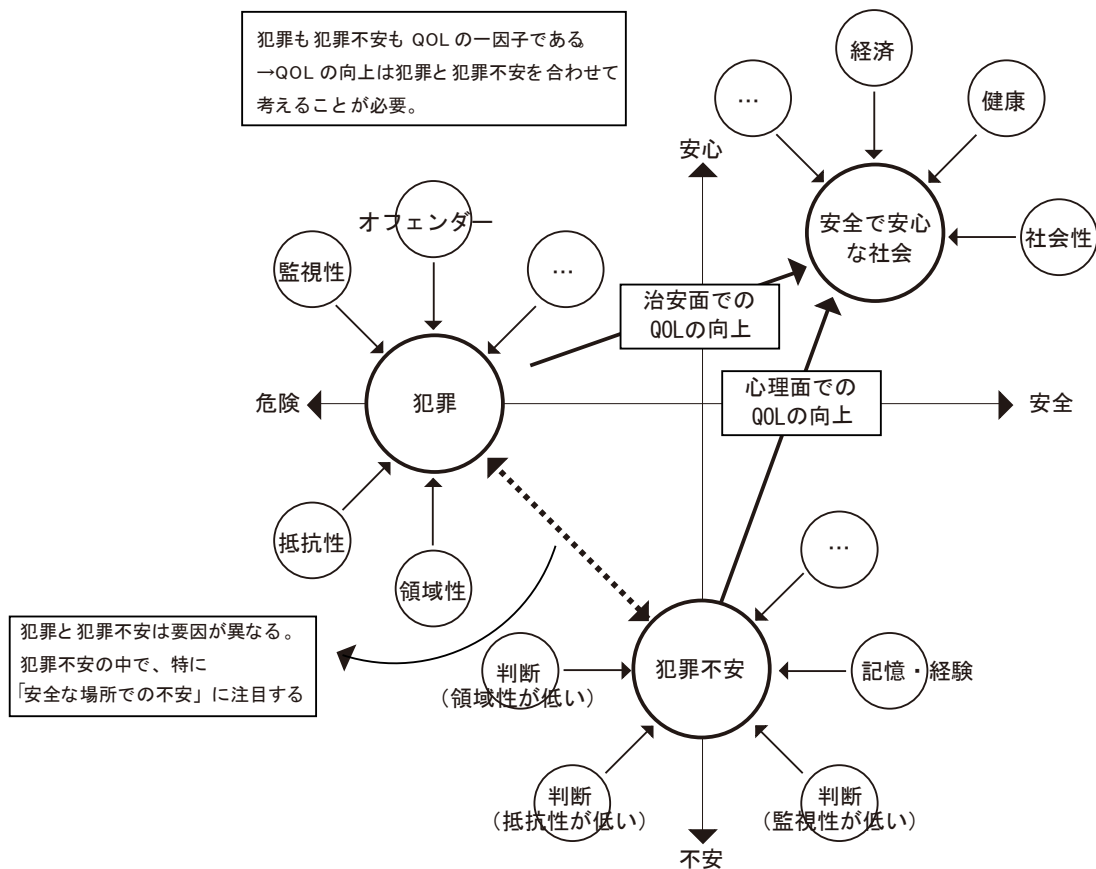 犯罪も犯罪不安も QOL の一因子である。
→QOL の向上は犯罪と犯罪不安を合わせて
考えることが必要。
経済
…
健康
安心
安全で安心
な社会
社会性
オフェンダー
監視性
…
治安面での
QOLの向上
心理面での
QOLの向上
危険
犯罪
安全
抵抗性
領域性
…
犯罪と犯罪不安は要因が異なる。
犯罪不安の中で、特に
「安全な場所での不安」に注目する
判断
(領域性が低い)
犯罪不安
記憶・経験
判断
(抵抗性が低い)
判断
(監視性が低い)
不安